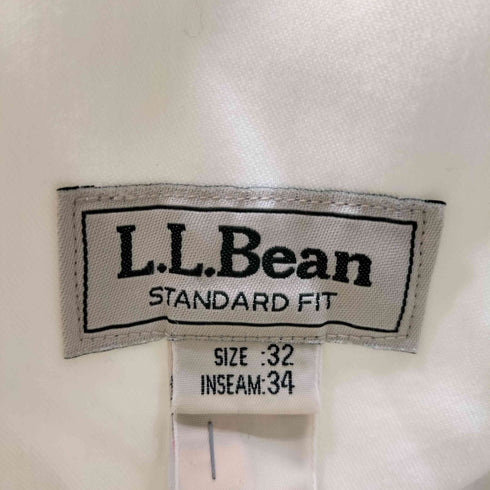 L.L.Bean
STANDARD FIT
SIZE :32
INSEAM:34